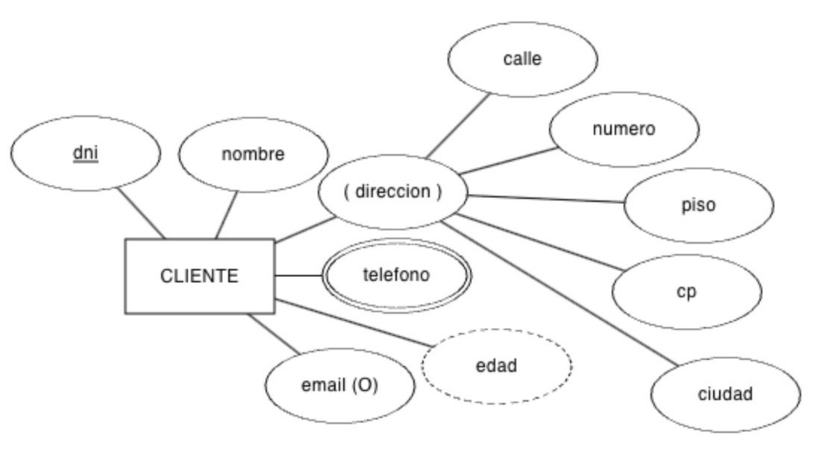 calle
numero
dni
nombre
( direccion )
piso
CLIENTE
telefono
cp
edad
email (O)
ciudad